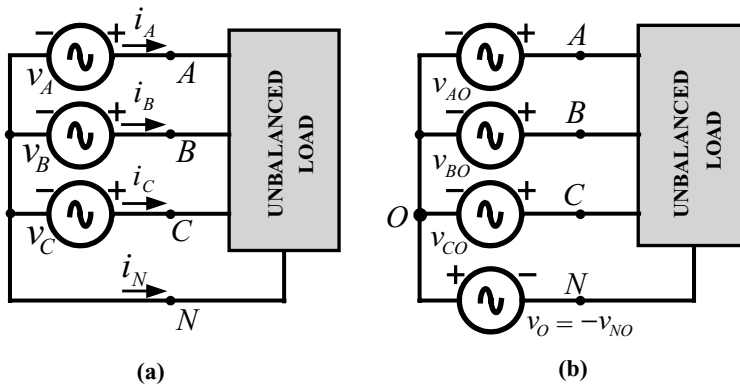 i_A
− +
v_A
A
i_B
v_B
B
i_C
− +
v_C
C
i_N
N
UNBALANCED
LOAD
(a)
A
− +
v_AO
B
− +
v_BO
C
− +
O
v_CO
+ −
N
v_O = −v_NO
UNBALANCED
LOAD
(b)